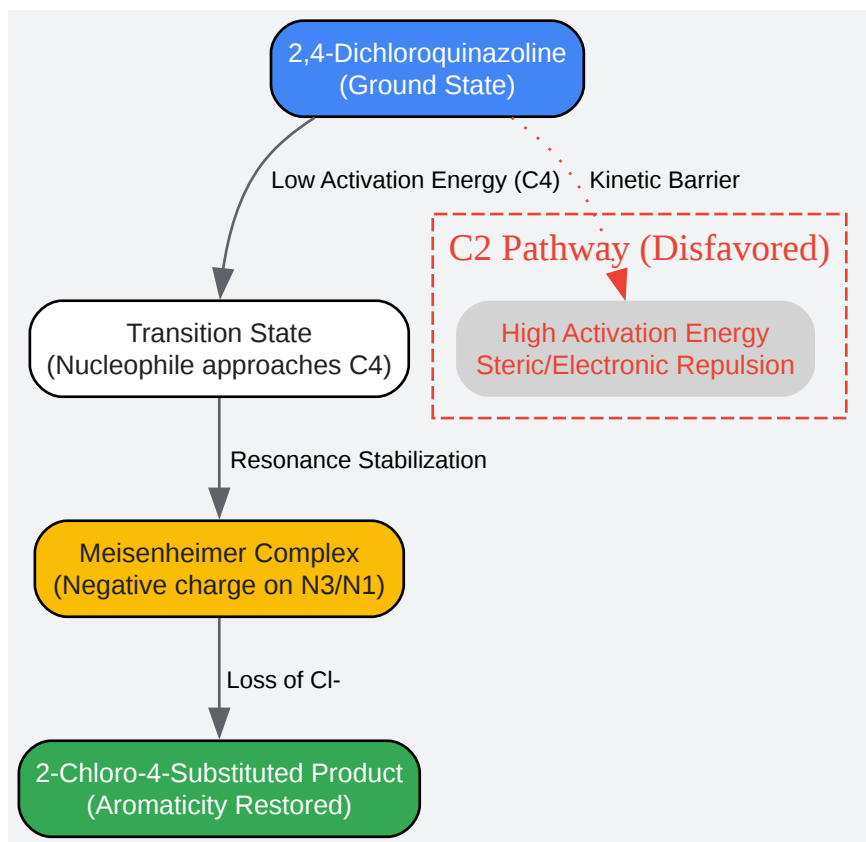 2,4-Dichloroquinazoline
(Ground State)
Low Activation Energy (C4)
Kinetic Barrier
C2 Pathway (Disfavored)
Transition State
(Nucleophile approaches C4)
High Activation Energy
Steric/Electronic Repulsion
Resonance Stabilization
Meisenheimer Complex
(Negative charge on N3/N1)
Loss of Cl-
2-Chloro-4-Substituted Product
(Aromaticity Restored)